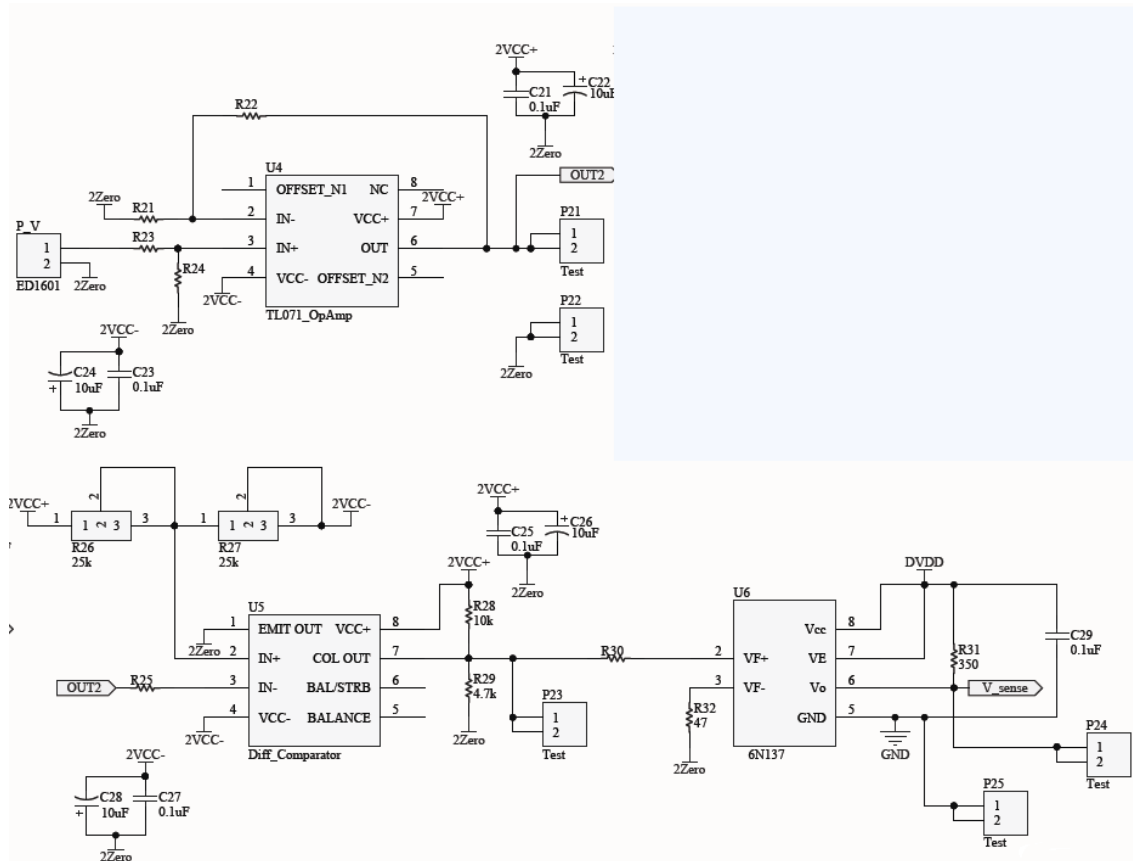 2VCC+
C21
0.1uF
C22
10uF
2Zero
R22
U4
1 OFFSET_N1 NC 8
2VCC+
OUT2
2Zero
R21
2 IN- VCC+ 7
P21
1
2
Test
P_V
1
2
ED1601
2Zero
R23
3 IN+ OUT 6
R24
2Zero
4 VCC- OFFSET_N2 5
2VCC-
TL071_OpAmp
P22
1
2
Test
2Zero
2VCC-
C24
10uF
+
C23
0.1uF
2Zero
2VCC+
1 1 2 3 3
2
R26
25k
1 1 2 3 3
2
R27
25k
2VCC-
2VCC+
C25
0.1uF
+
C26
10uF
2Zero
2VCC+
R28
10k
U5
1 EMIT OUT VCC+ 8
2Zero
2 IN+ COL OUT 7
OUT2
R25
3 IN- BAL/STRB 6
4 VCC- BALANCE 5
2VCC-
Diff_Comparator
R29
4.7k
2Zero
P23
1
2
Test
R30
DVDD
U6
Vcc 8
2 VF+ VE 7
3 VF- Vo 6
GND 5
6N137
R32
47
2Zero
R31
350
C29
0.1uF
V_sense
GND
P24
1
2
Test
P25
1
2
Test
2VCC-
C28
10uF
+
C27
0.1uF
2Zero